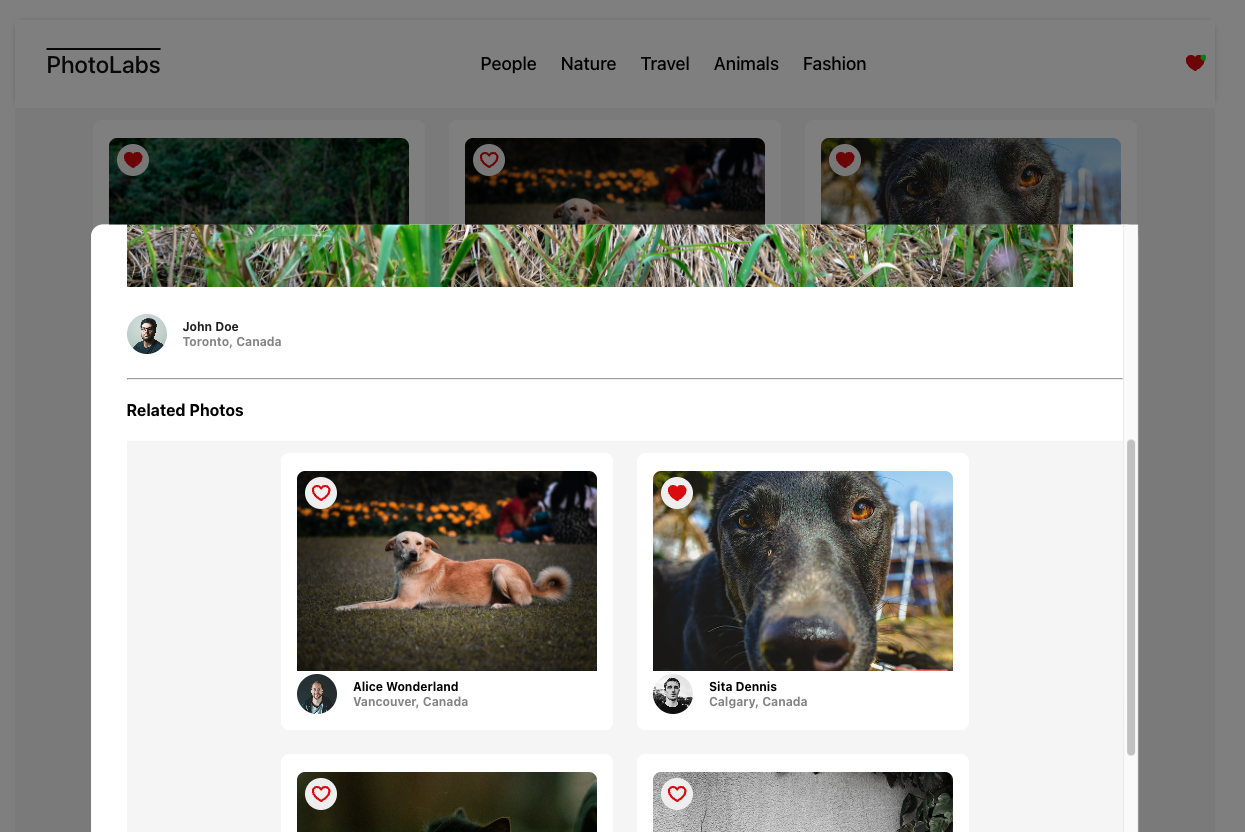 PhotoLabs
People Nature Travel Animals Fashion
John Doe
Toronto, Canada
Related Photos
Alice Wonderland
Vancouver, Canada
Sita Dennis
Calgary, Canada